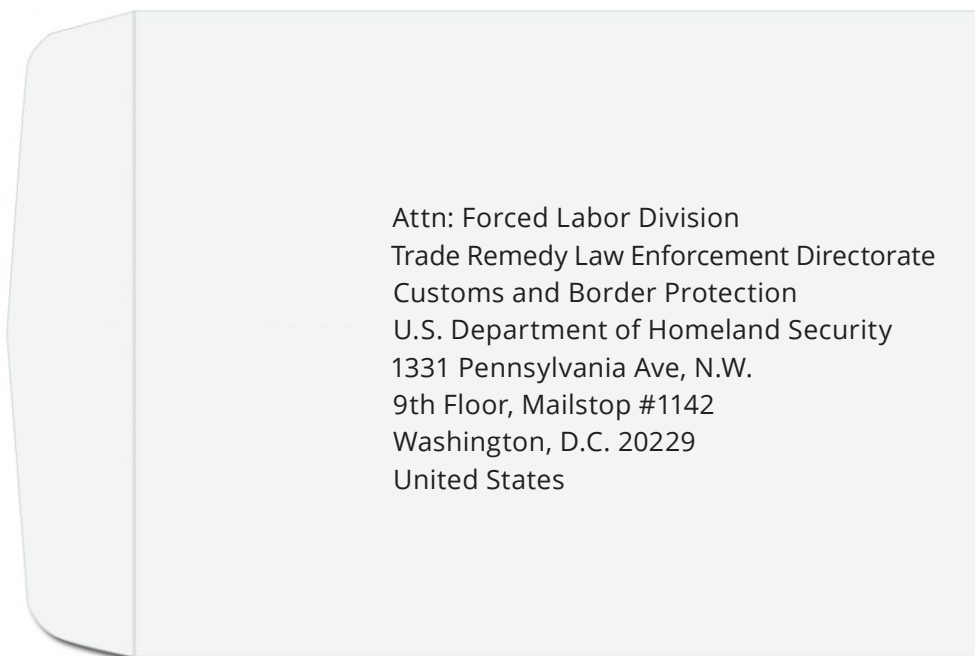 Attn: Forced Labor Division
Trade Remedy Law Enforcement Directorate
Customs and Border Protection
U.S. Department of Homeland Security
1331 Pennsylvania Ave, N.W.
9th Floor, Mailstop #1142
Washington, D.C. 20229
United States